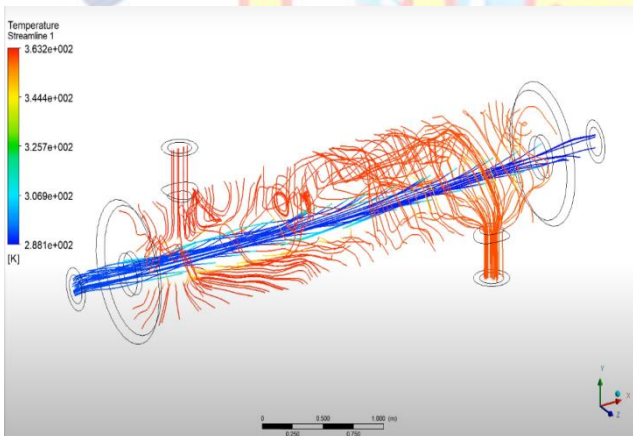 Temperature
Streamline 1
3.632e+002
3.444e+002
3.257e+002
3.069e+002
2.881e+002
[K]
0 0.500 1.000 (m)
0.250 0.750
Y
X
Z